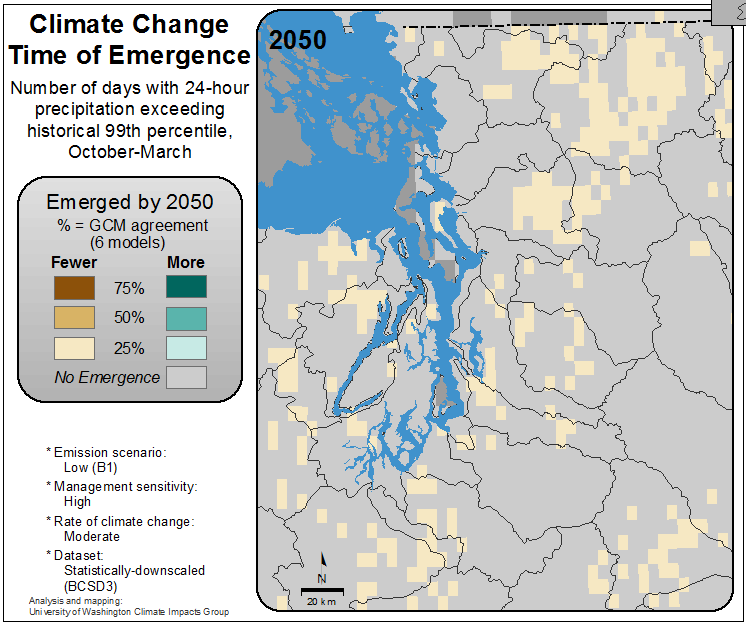 Climate Change
Time of Emergence
Number of days with 24-hour
precipitation exceeding
historical 99th percentile,
October-March
2050
Emerged by 2050
% = GCM agreement
(6 models)
Fewer More
75%
50%
25%
No Emergence
* Emission scenario:
Low (B1)
* Management sensitivity:
High
* Rate of climate change:
Moderate
* Dataset:
Statistically-downscaled
(BCSD3)
Analysis and mapping:
University of Washington Climate Impacts Group
N
20 km